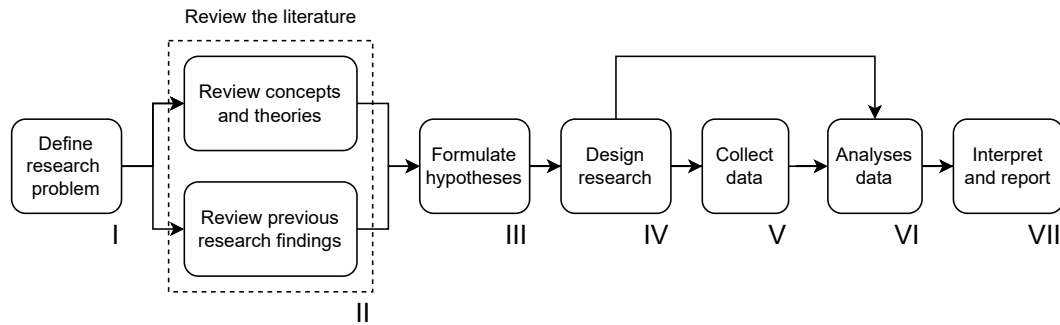 Review the literature
Review concepts
and theories
Define
research
problem
Formulate
hypotheses
Design
research
Collect
data
Analyses
data
Interpret
and report
Review previous
research findings
I
III
IV
V
VI
VII
II